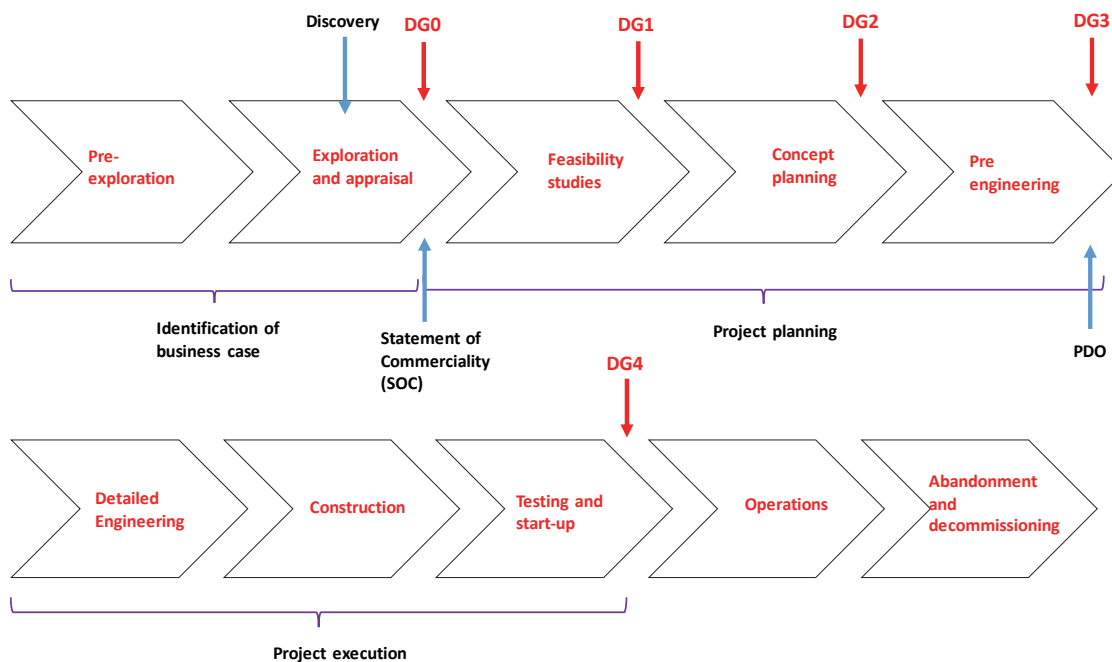 Discovery
DG0
DG1
DG2
DG3
Pre-
exploration
Exploration
and appraisal
Feasibility
studies
Concept
planning
Pre
engineering
Identification of
business case
Statement of
Commerciality
(SOC)
Project planning
PDO
DG4
Detailed
Engineering
Construction
Testing and
start-up
Operations
Abandonment
and
decommissioning
Project execution